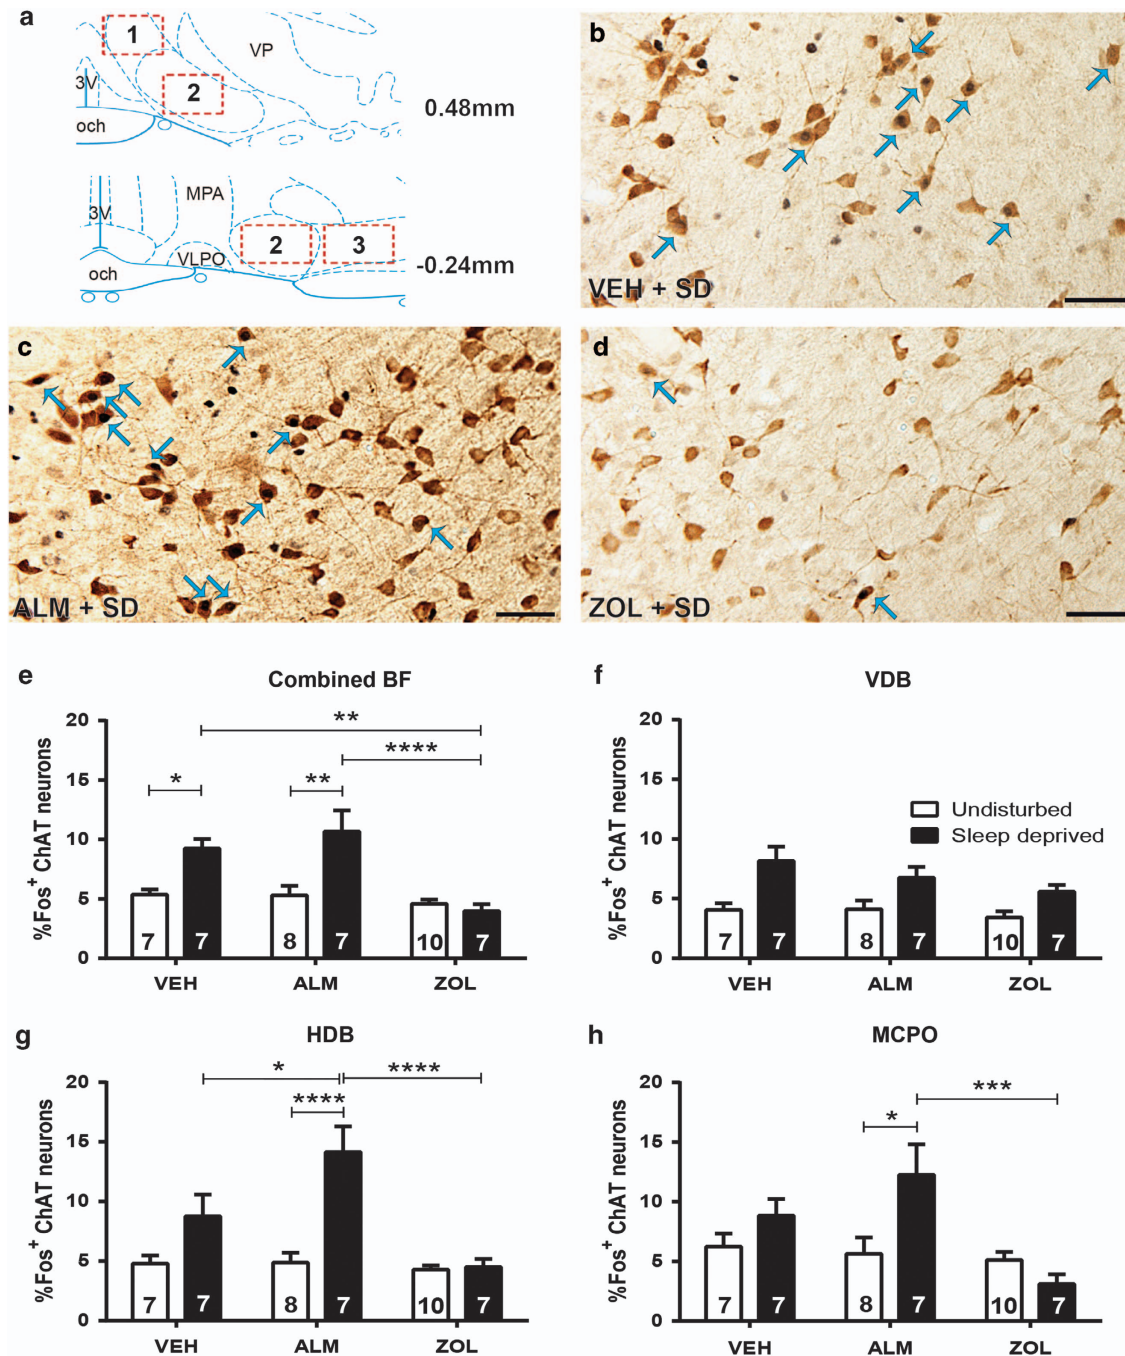 a
1
2
VP
3V
och
0.48mm
MPA
3V
2
3
VLPO
och
-0.24mm
b
VEH + SD
c
ALM + SD
d
ZOL + SD
e
Combined BF
%Fos+ ChAT neurons
20
15
10
5
0
**
****
*
**
7
7
8
7
10
7
VEH
ALM
ZOL
f
VDB
%Fos+ ChAT neurons
20
15
10
5
0
Undisturbed
Sleep deprived
7
7
8
7
10
7
VEH
ALM
ZOL
g
HDB
%Fos+ ChAT neurons
20
15
10
5
0
*
****
****
7
7
8
7
10
7
VEH
ALM
ZOL
h
MCPO
%Fos+ ChAT neurons
20
15
10
5
0
***
*
7
7
8
7
10
7
VEH
ALM
ZOL